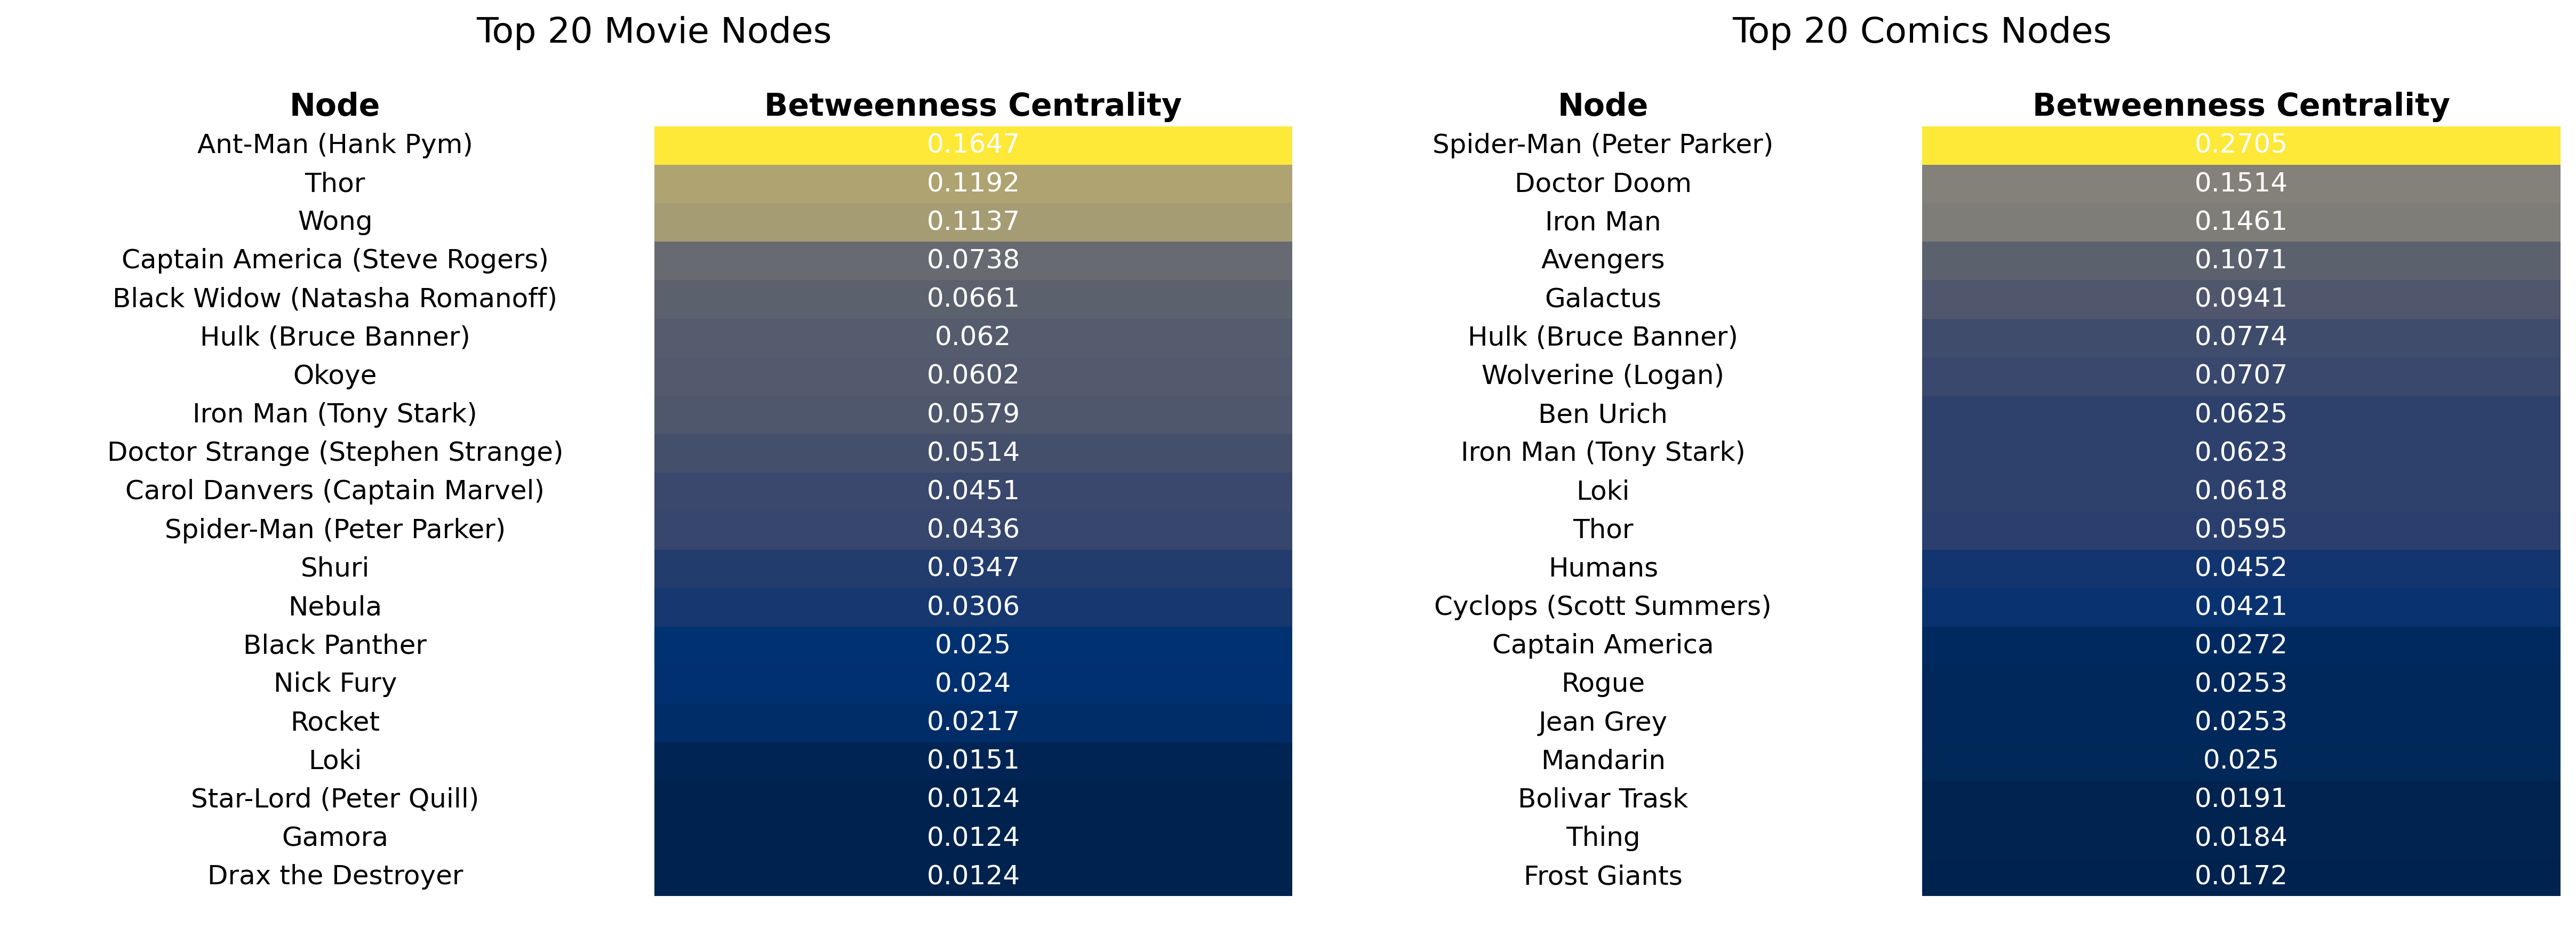 Top 20 Movie Nodes
Node Betweenness Centrality
Ant-Man (Hank Pym) 0.1647
Thor 0.1192
Wong 0.1137
Captain America (Steve Rogers) 0.0738
Black Widow (Natasha Romanoff) 0.0661
Hulk (Bruce Banner) 0.062
Okoye 0.0602
Iron Man (Tony Stark) 0.0579
Doctor Strange (Stephen Strange) 0.0514
Carol Danvers (Captain Marvel) 0.0451
Spider-Man (Peter Parker) 0.0436
Shuri 0.0347
Nebula 0.0306
Black Panther 0.025
Nick Fury 0.024
Rocket 0.0217
Loki 0.0151
Star-Lord (Peter Quill) 0.0124
Gamora 0.0124
Drax the Destroyer 0.0124
Top 20 Comics Nodes
Node Betweenness Centrality
Spider-Man (Peter Parker) 0.2705
Doctor Doom 0.1514
Iron Man 0.1461
Avengers 0.1071
Galactus 0.0941
Hulk (Bruce Banner) 0.0774
Wolverine (Logan) 0.0707
Ben Urich 0.0625
Iron Man (Tony Stark) 0.0623
Loki 0.0618
Thor 0.0595
Humans 0.0452
Cyclops (Scott Summers) 0.0421
Captain America 0.0272
Rogue 0.0253
Jean Grey 0.0253
Mandarin 0.025
Bolivar Trask 0.0191
Thing 0.0184
Frost Giants 0.0172